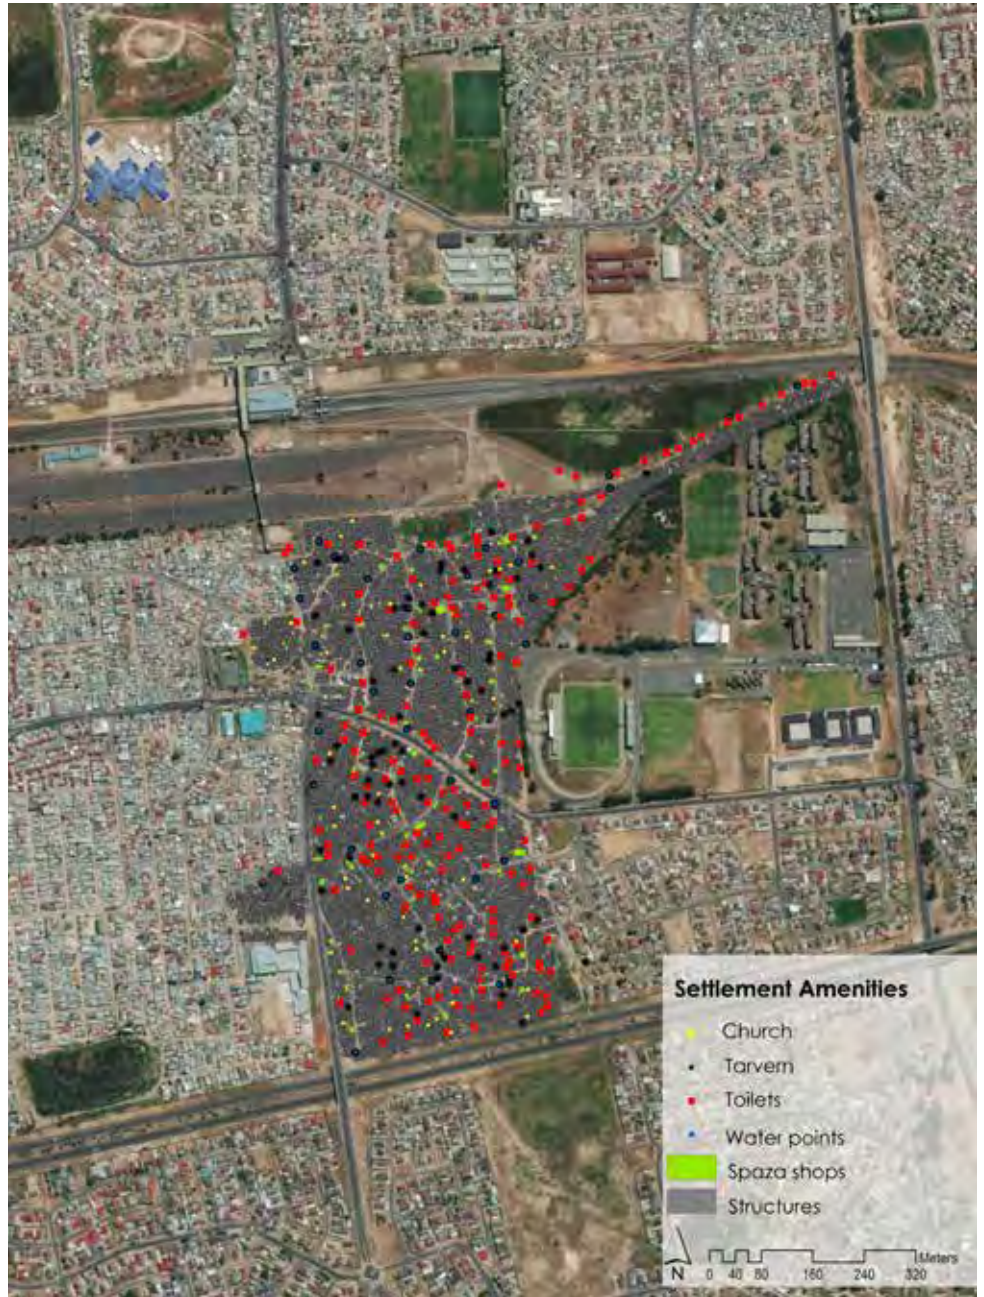 Settlement Amenities
Church
Tarvern
Toilets
Water points
Spaza shops
Structures
N
Meters
0 40 80 160 240 320